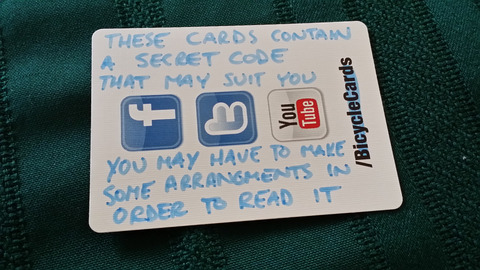 THESE CARDS CONTAIN
A SECRET CODE
THAT MAY SUIT YOU
f
t
You
Tube
/BicycleCards
YOU MAY HAVE TO MAKE
SOME ARRANGMENTS IN
ORDER TO READ IT